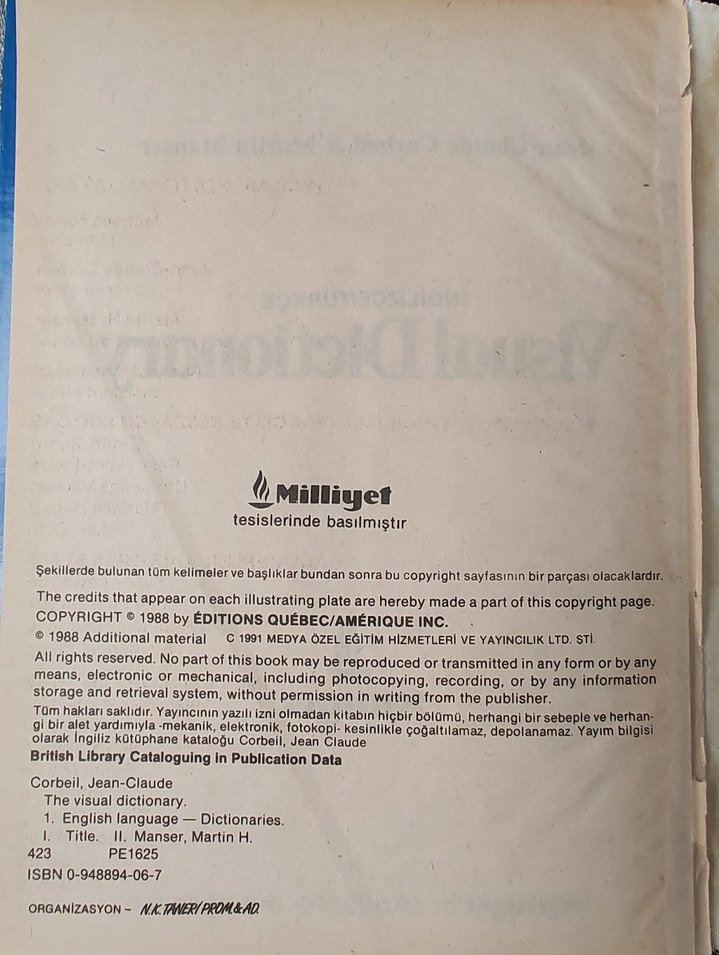 Milliyet
tesislerinde basılmıştır
Şekillerde bulunan tüm kelimeler ve başlıklar bundan sonra bu copyright sayfasının bir parçası olacaklardır.
The credits that appear on each illustrating plate are hereby made a part of this copyright page.
COPYRIGHT © 1988 by ÉDITIONS QUÉBEC/AMÉRIQUE INC.
© 1988 Additional material C 1991 MEDYA ÖZEL EĞİTİM HİZMETLERİ VE YAYINCILIK LTD. ŞTİ.
All rights reserved. No part of this book may be reproduced or transmitted in any form or by any
means, electronic or mechanical, including photocopying, recording, or by any information
storage and retrieval system, without permission in writing from the publisher.
Tüm hakları saklıdır. Yayıncının yazılı izni olmadan kitabın hiçbir bölümü, herhangi bir sebeple ve herhan-
gi bir alet yardımıyla -mekanik, elektronik, fotokopi- kesinlikle çoğaltılamaz, depolanamaz. Yayım bilgisi
olarak İngiliz kütüphane kataloğu Corbeil, Jean Claude
British Library Cataloguing in Publication Data
Corbeil, Jean-Claude
The visual dictionary.
1. English language — Dictionaries.
I. Title. II. Manser, Martin H.
423 PE1625
ISBN 0-948894-06-7
ORGANİZASYON – N.K.TANER/PROM.& AD.